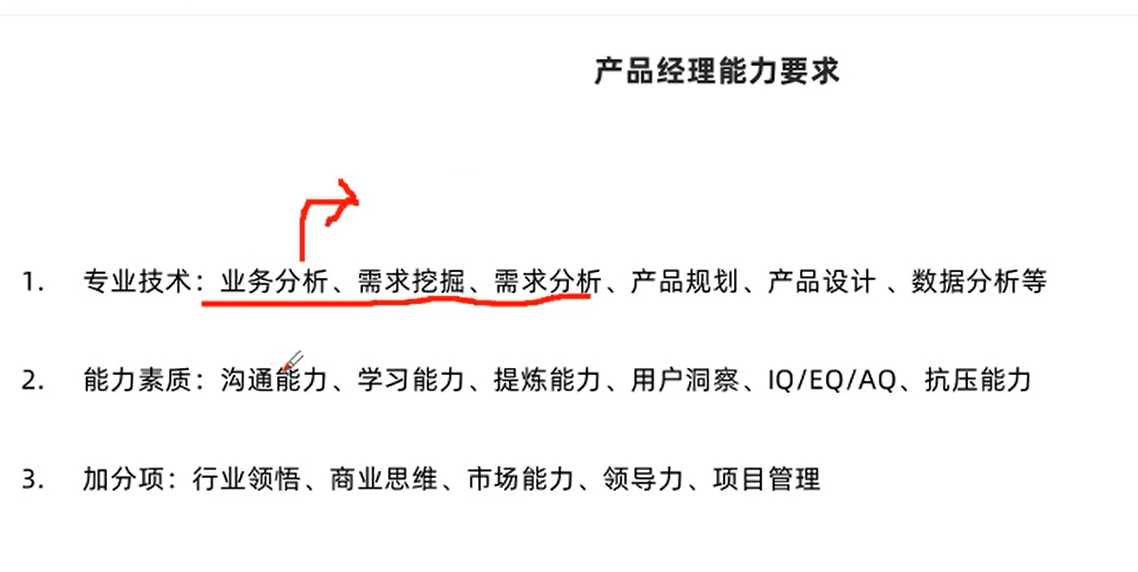 产品经理能力要求
1. 专业技术：业务分析、需求挖掘、需求分析、产品规划、产品设计 、数据分析等
2. 能力素质：沟通能力、学习能力、提炼能力、用户洞察、IQ/EQ/AQ、抗压能力
3. 加分项：行业领悟、商业思维、市场能力、领导力、项目管理